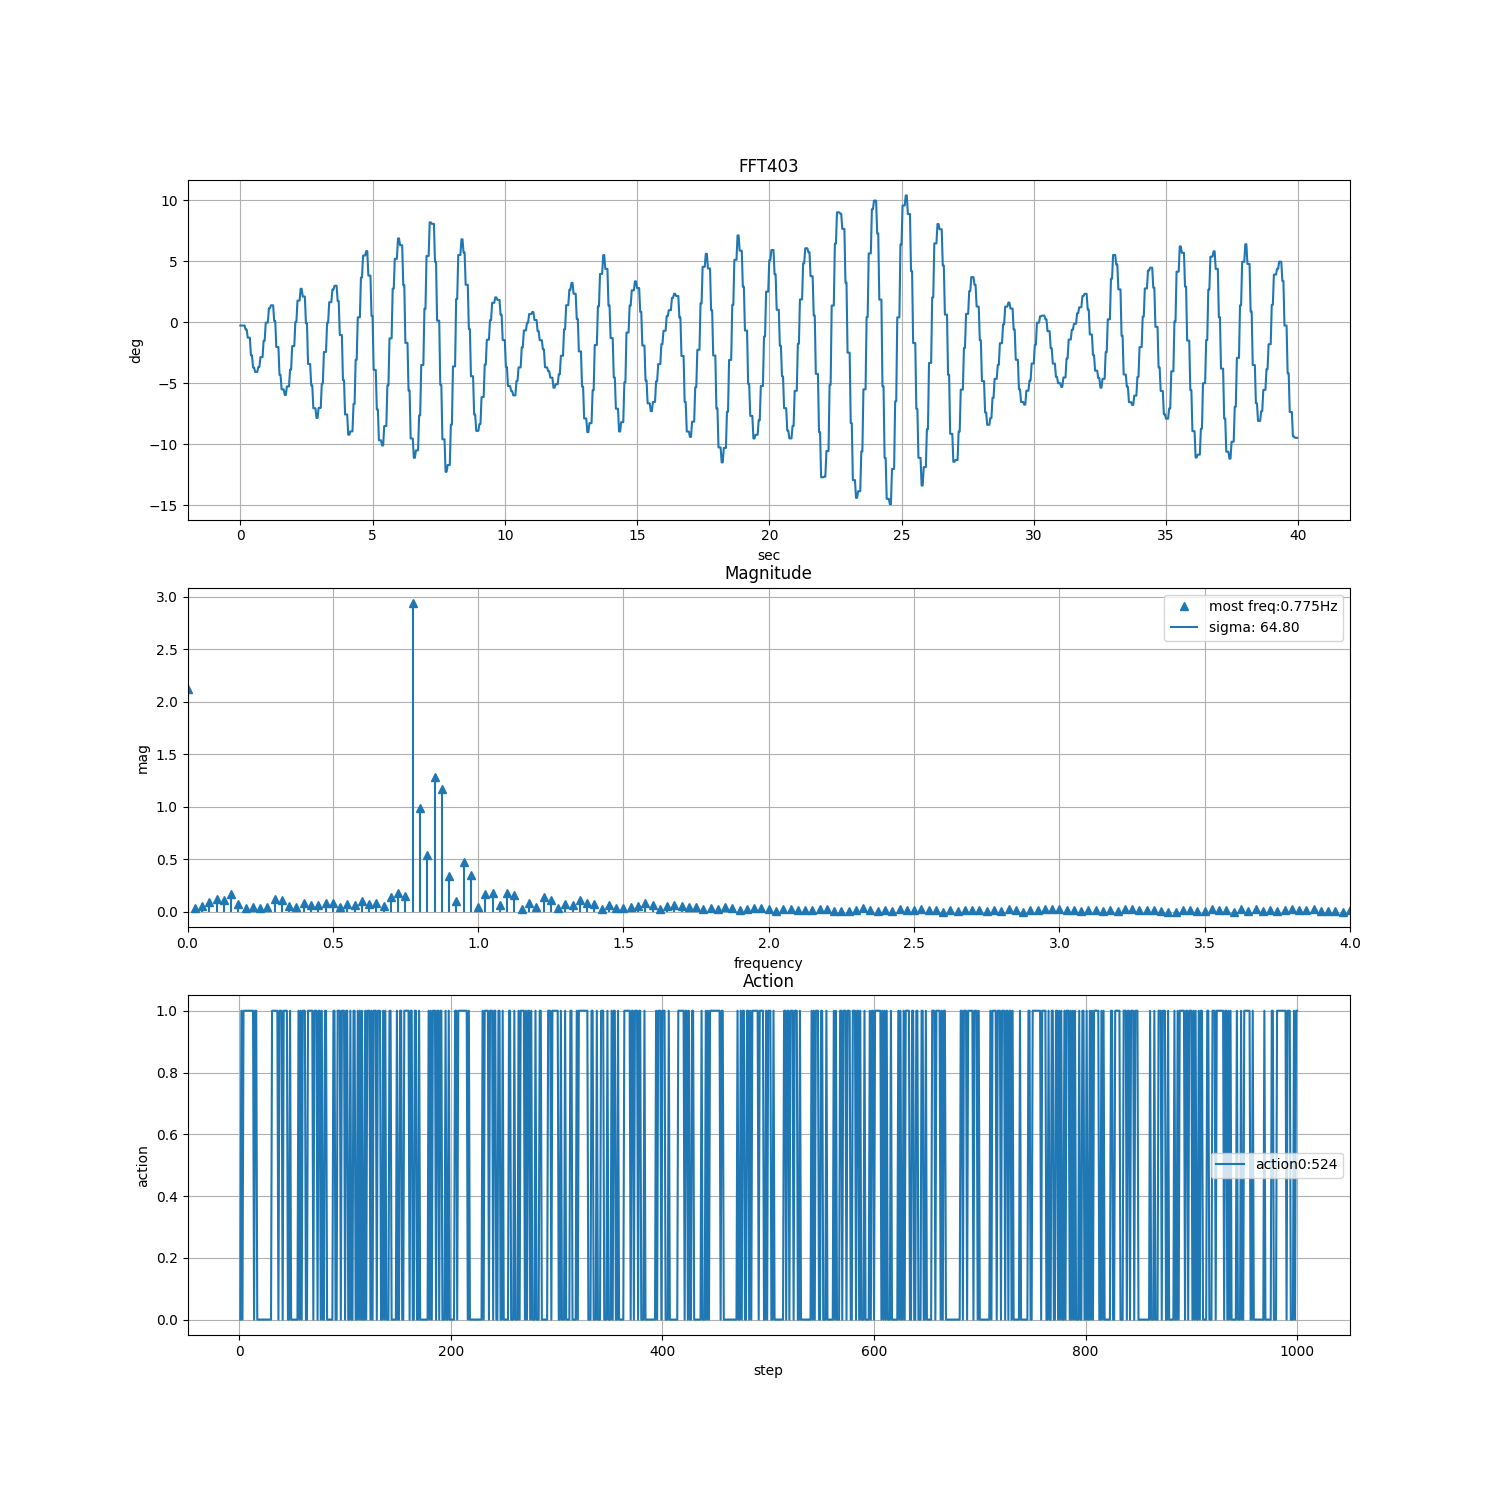 FFT403
10
5
0
−5
−10
−15
deg
0 5 10 15 20 25 30 35 40
sec
Magnitude
3.0
2.5
2.0
1.5
1.0
0.5
0.0
mag
most freq:0.775Hz
sigma: 64.80
0.0 0.5 1.0 1.5 2.0 2.5 3.0 3.5 4.0
frequency
Action
1.0
0.8
0.6
0.4
0.2
0.0
action
action0:524
0 200 400 600 800 1000
step